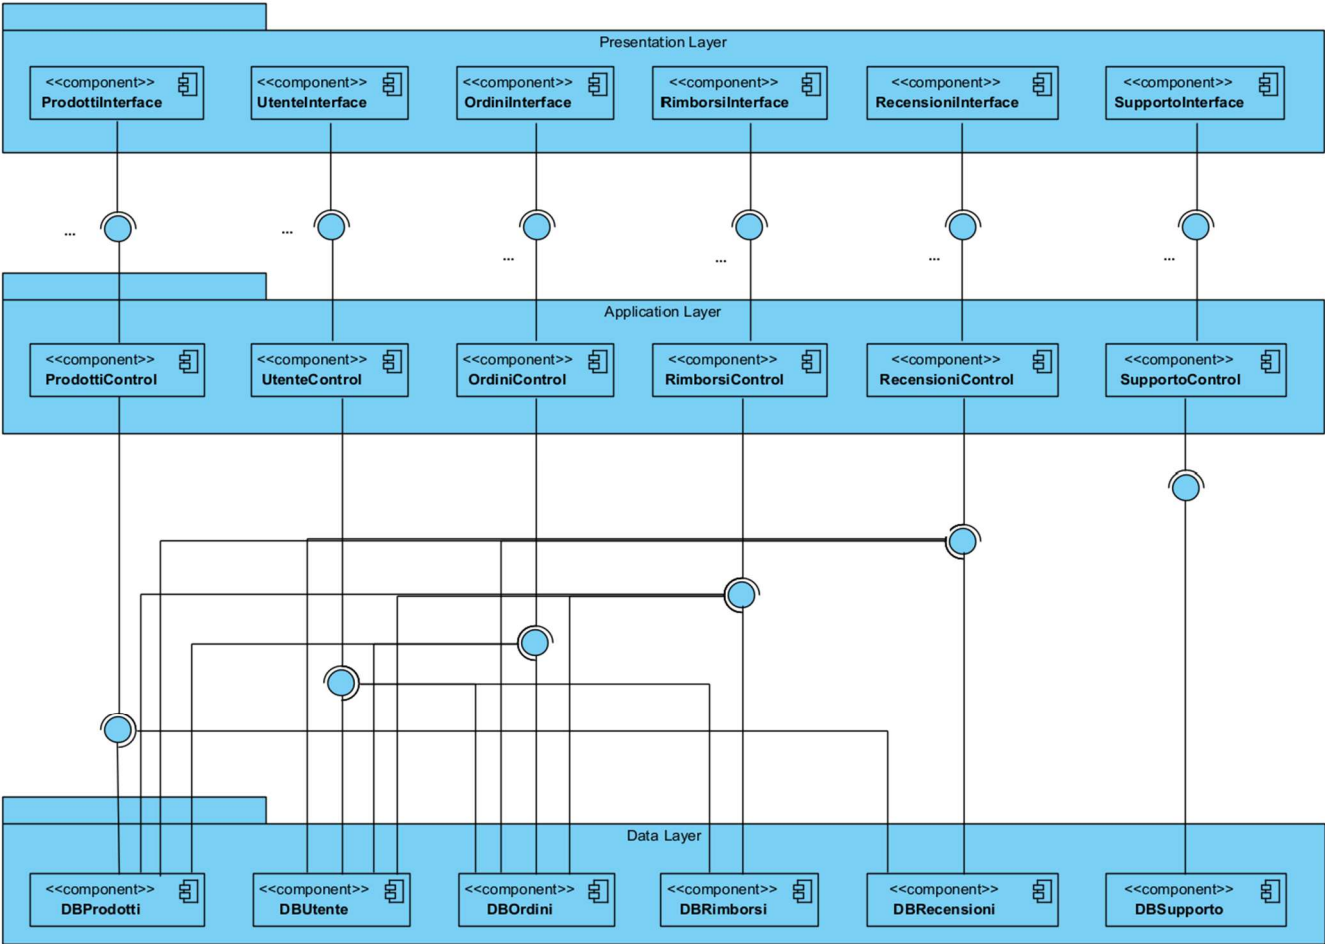 Presentation Layer
<<component>>
ProdottiInterface
<<component>>
UtenteInterface
<<component>>
OrdiniInterface
<<component>>
RimborsiInterface
<<component>>
RecensioniInterface
<<component>>
SupportoInterface
...
...
...
...
...
...
Application Layer
<<component>>
ProdottiControl
<<component>>
UtenteControl
<<component>>
OrdiniControl
<<component>>
RimborsiControl
<<component>>
RecensioniControl
<<component>>
SupportoControl
Data Layer
<<component>>
DBProdotti
<<component>>
DBUtente
<<component>>
DBOrdini
<<component>>
DBRimborsi
<<component>>
DBRecensioni
<<component>>
DBSupporto